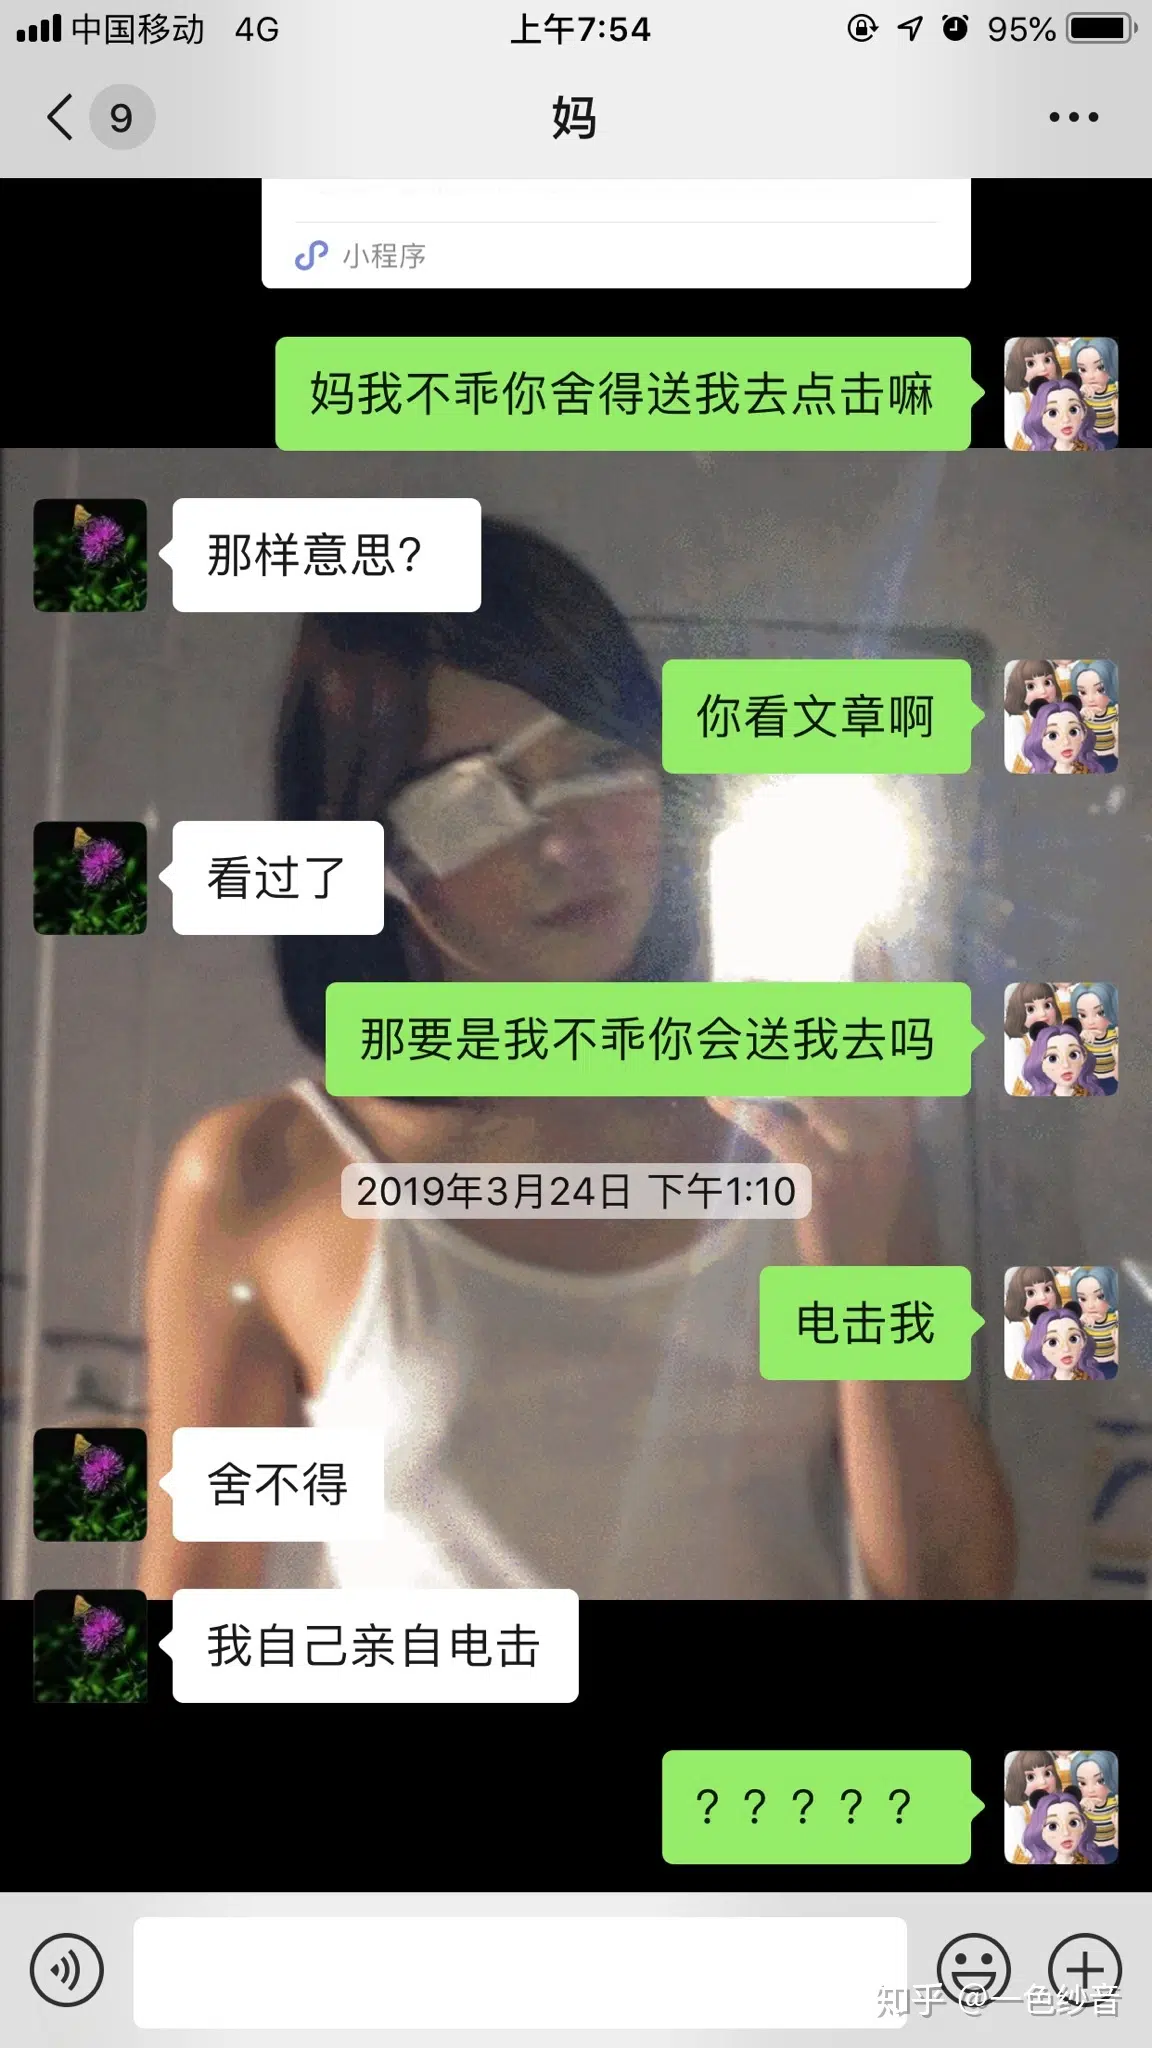 中国移动 4G 上午7:54 95%
9 妈
小程序
妈我不乖你舍得送我去点击嘛
那样意思?
你看文章啊
看过了
那要是我不乖你会送我去吗
2019年3月24日 下午1:10
电击我
舍不得
我自己亲自电击
？？？？？
知乎 @一色纱音